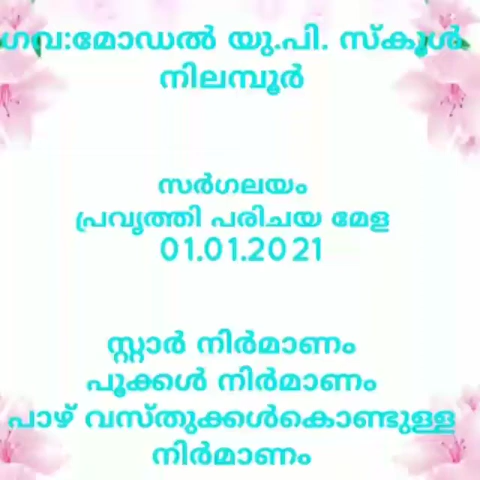 ഗവ:മോഡൽ യു.പി. സ്കൂൾ
നിലമ്പൂർ
സർഗലയം
പ്രവൃത്തി പരിചയ മേള
01.01.2021
സ്റ്റാർ നിർമാണം
പൂക്കൾ നിർമാണം
പാഴ് വസ്തുക്കൾകൊണ്ടുള്ള
നിർമാണം